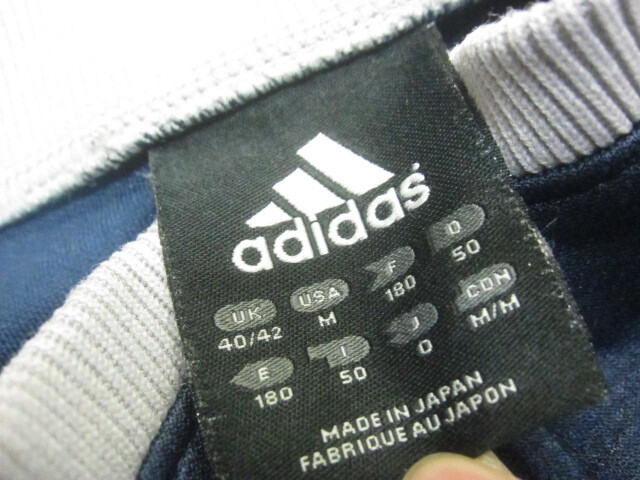 adidas
UK USA F D
40/42 M 180 50
E I J CDN
180 50 O M/M
MADE IN JAPAN
FABRIQUE AU JAPON